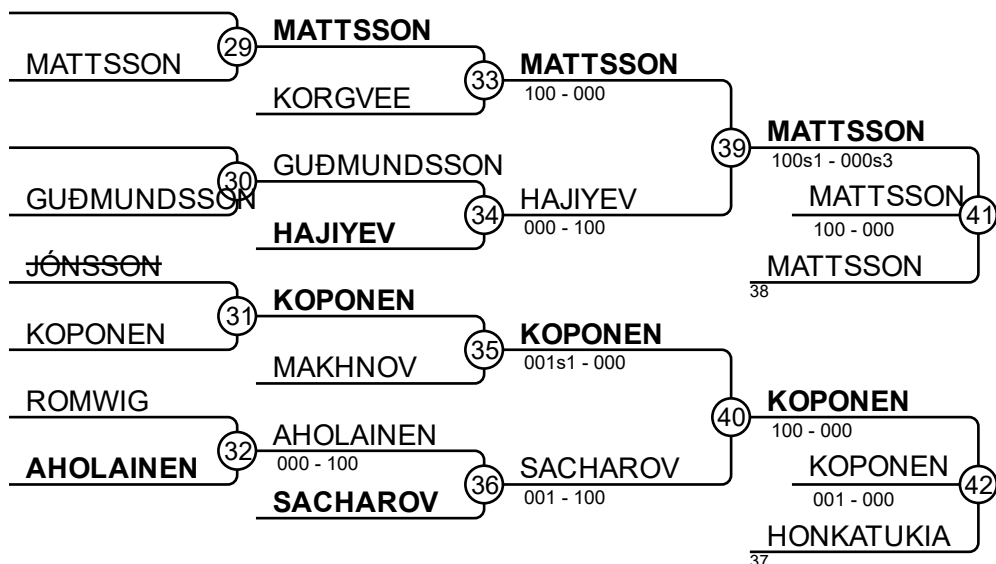 MATTSSON
29
MATTSSON
KORGVEE
33
MATTSSON
100 - 000
GUÐMUNDSSON
30
GUÐMUNDSSON
HAJIYEV
34
HAJIYEV
000 - 100
39
MATTSSON
100s1 - 000s3
MATTSSON
100 - 000
MATTSSON
38
41
JÓNSSON
KOPONEN
31
KOPONEN
MAKHNOV
35
KOPONEN
001s1 - 000
ROMWIG
AHOLAINEN
32
AHOLAINEN
000 - 100
SACHAROV
36
SACHAROV
001 - 100
40
KOPONEN
100 - 000
KOPONEN
001 - 000
HONKATUKIA
37
42